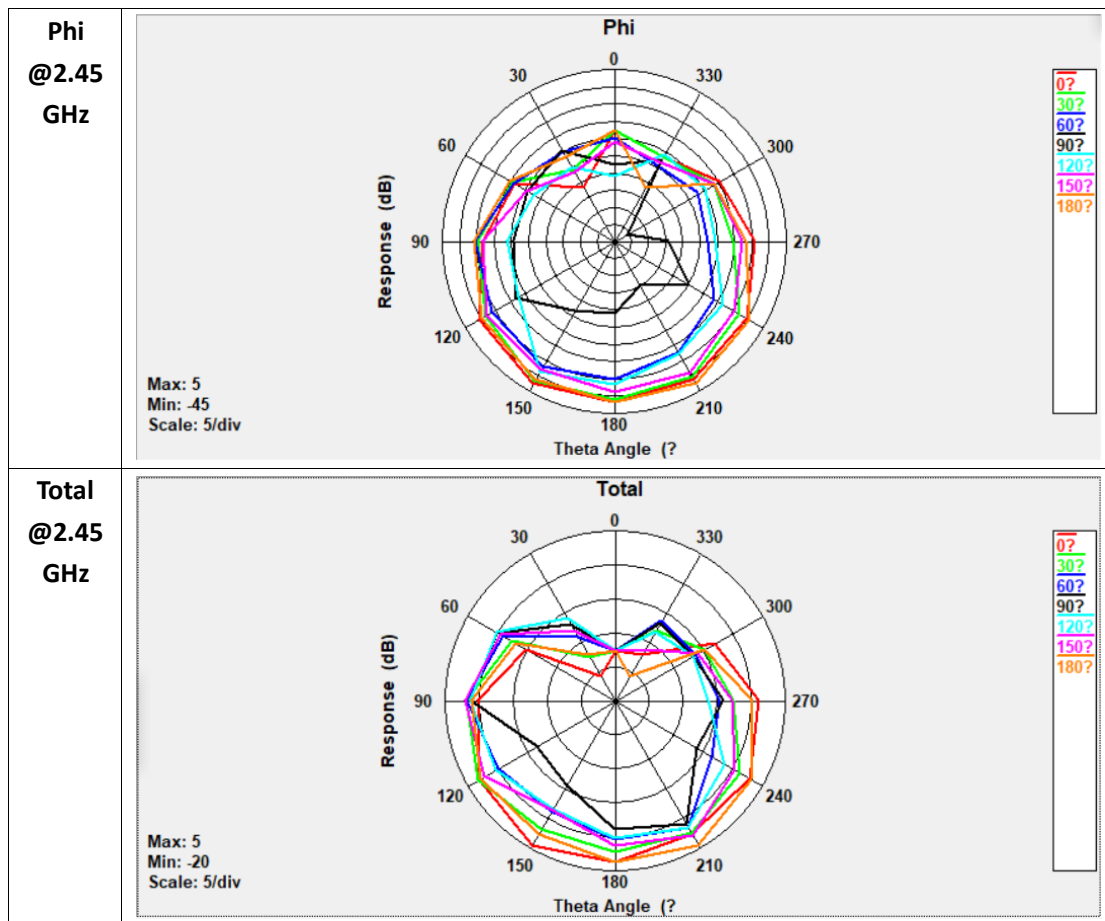 Phi
@2.45
GHz
Phi
0
30
330
60
300
90
270
120
240
150
210
180
Response (dB)
Theta Angle (?
Max: 5
Min: -45
Scale: 5/div
0?
30?
60?
90?
120?
150?
180?
Total
@2.45
GHz
Total
0
30
330
60
300
90
270
120
240
150
210
180
Response (dB)
Theta Angle (?
Max: 5
Min: -20
Scale: 5/div
0?
30?
60?
90?
120?
150?
180?